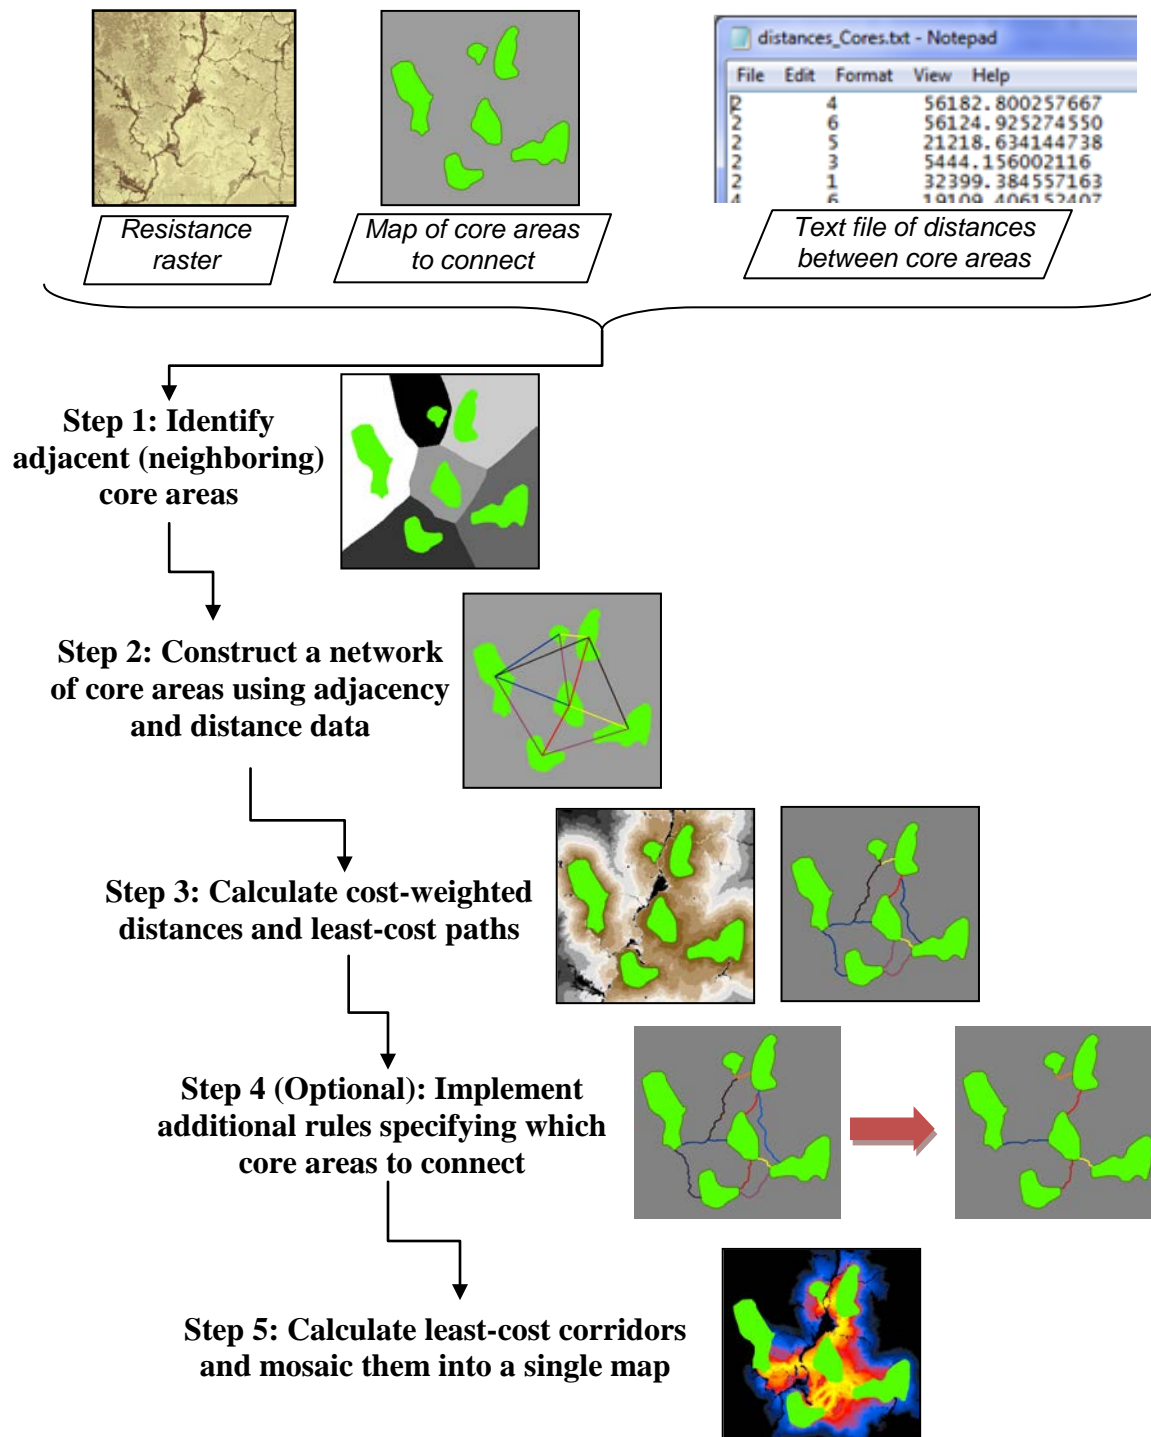 distances_Cores.txt - Notepad
File Edit Format View Help
2 4 56182.800257667
2 6 56124.925274550
2 5 21218.634144738
2 3 5444.156002116
2 1 32399.384557163
4 6 19109.406152407
Resistance
raster
Map of core areas
to connect
Text file of distances
between core areas
Step 1: Identify
adjacent (neighboring)
core areas
Step 2: Construct a network
of core areas using adjacency
and distance data
Step 3: Calculate cost-weighted
distances and least-cost paths
Step 4 (Optional): Implement
additional rules specifying which
core areas to connect
Step 5: Calculate least-cost corridors
and mosaic them into a single map